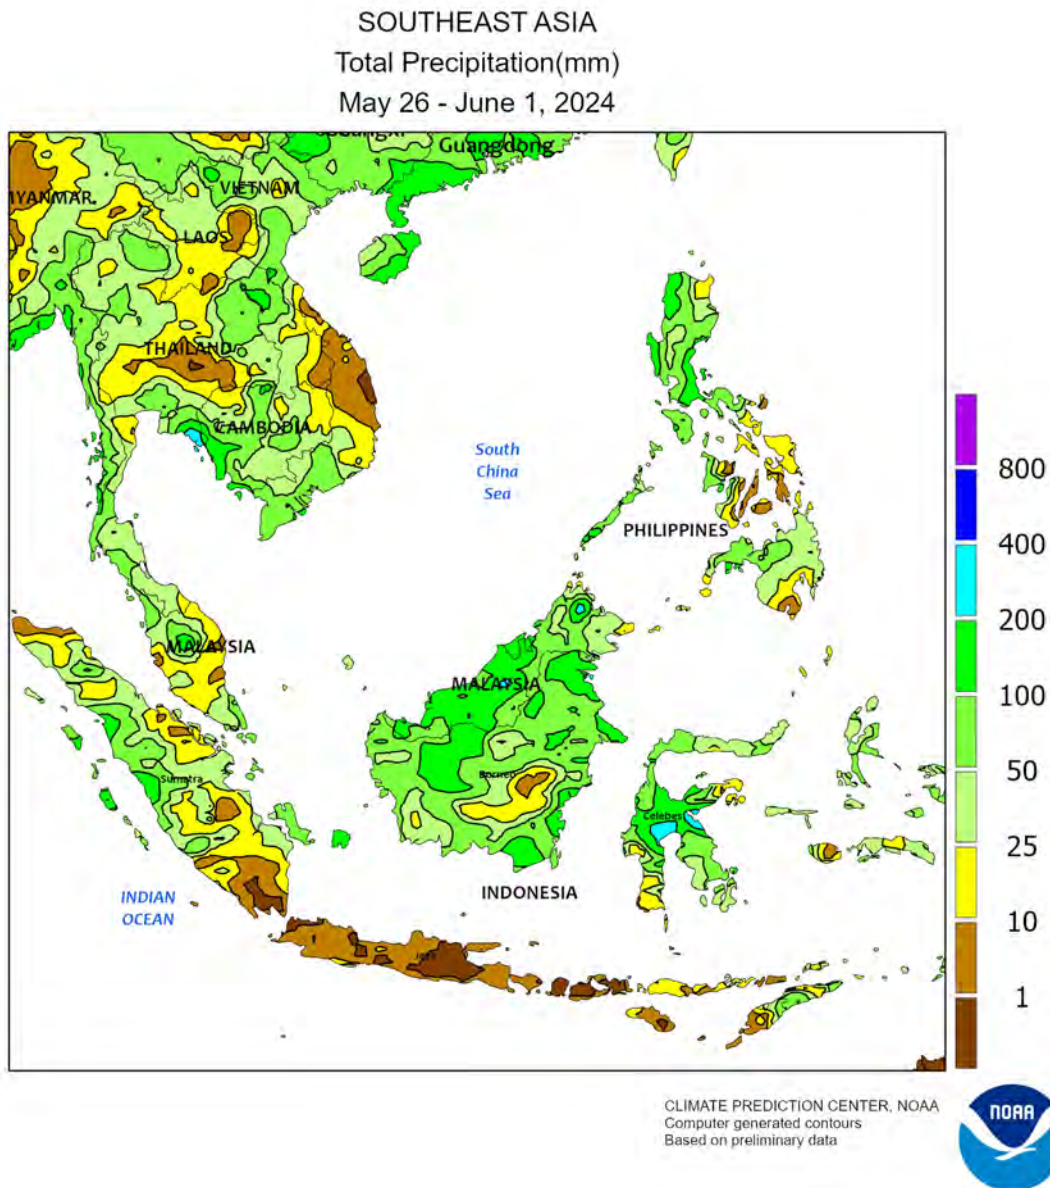 SOUTHEAST ASIA
Total Precipitation(mm)
May 26 - June 1, 2024
Guangdong
VIETNAM
LAOS
THAILAND
CAMBODIA
South
China
Sea
PHILIPPINES
MALAYSIA
MALAYSIA
Borneo
Sumatra
Celebes
INDONESIA
INDIAN
OCEAN
Java
800
400
200
100
50
25
10
1
CLIMATE PREDICTION CENTER, NOAA
Computer generated contours
Based on preliminary data
NOAA